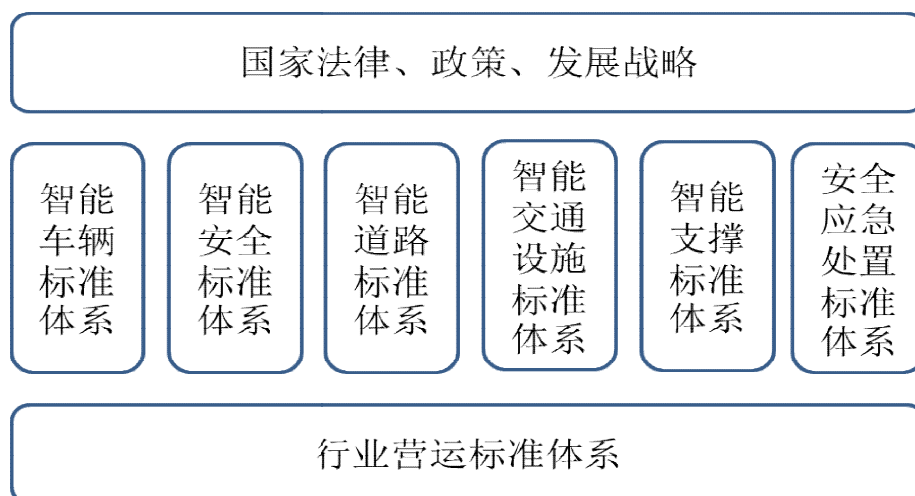 国家法律、政策、发展战略
智能
车辆
标准
体系
智能
安全
标准
体系
智能
道路
标准
体系
智能
交通
设施
标准
体系
智能
支撑
标准
体系
安全
应急
处置
标准
体系
行业营运标准体系